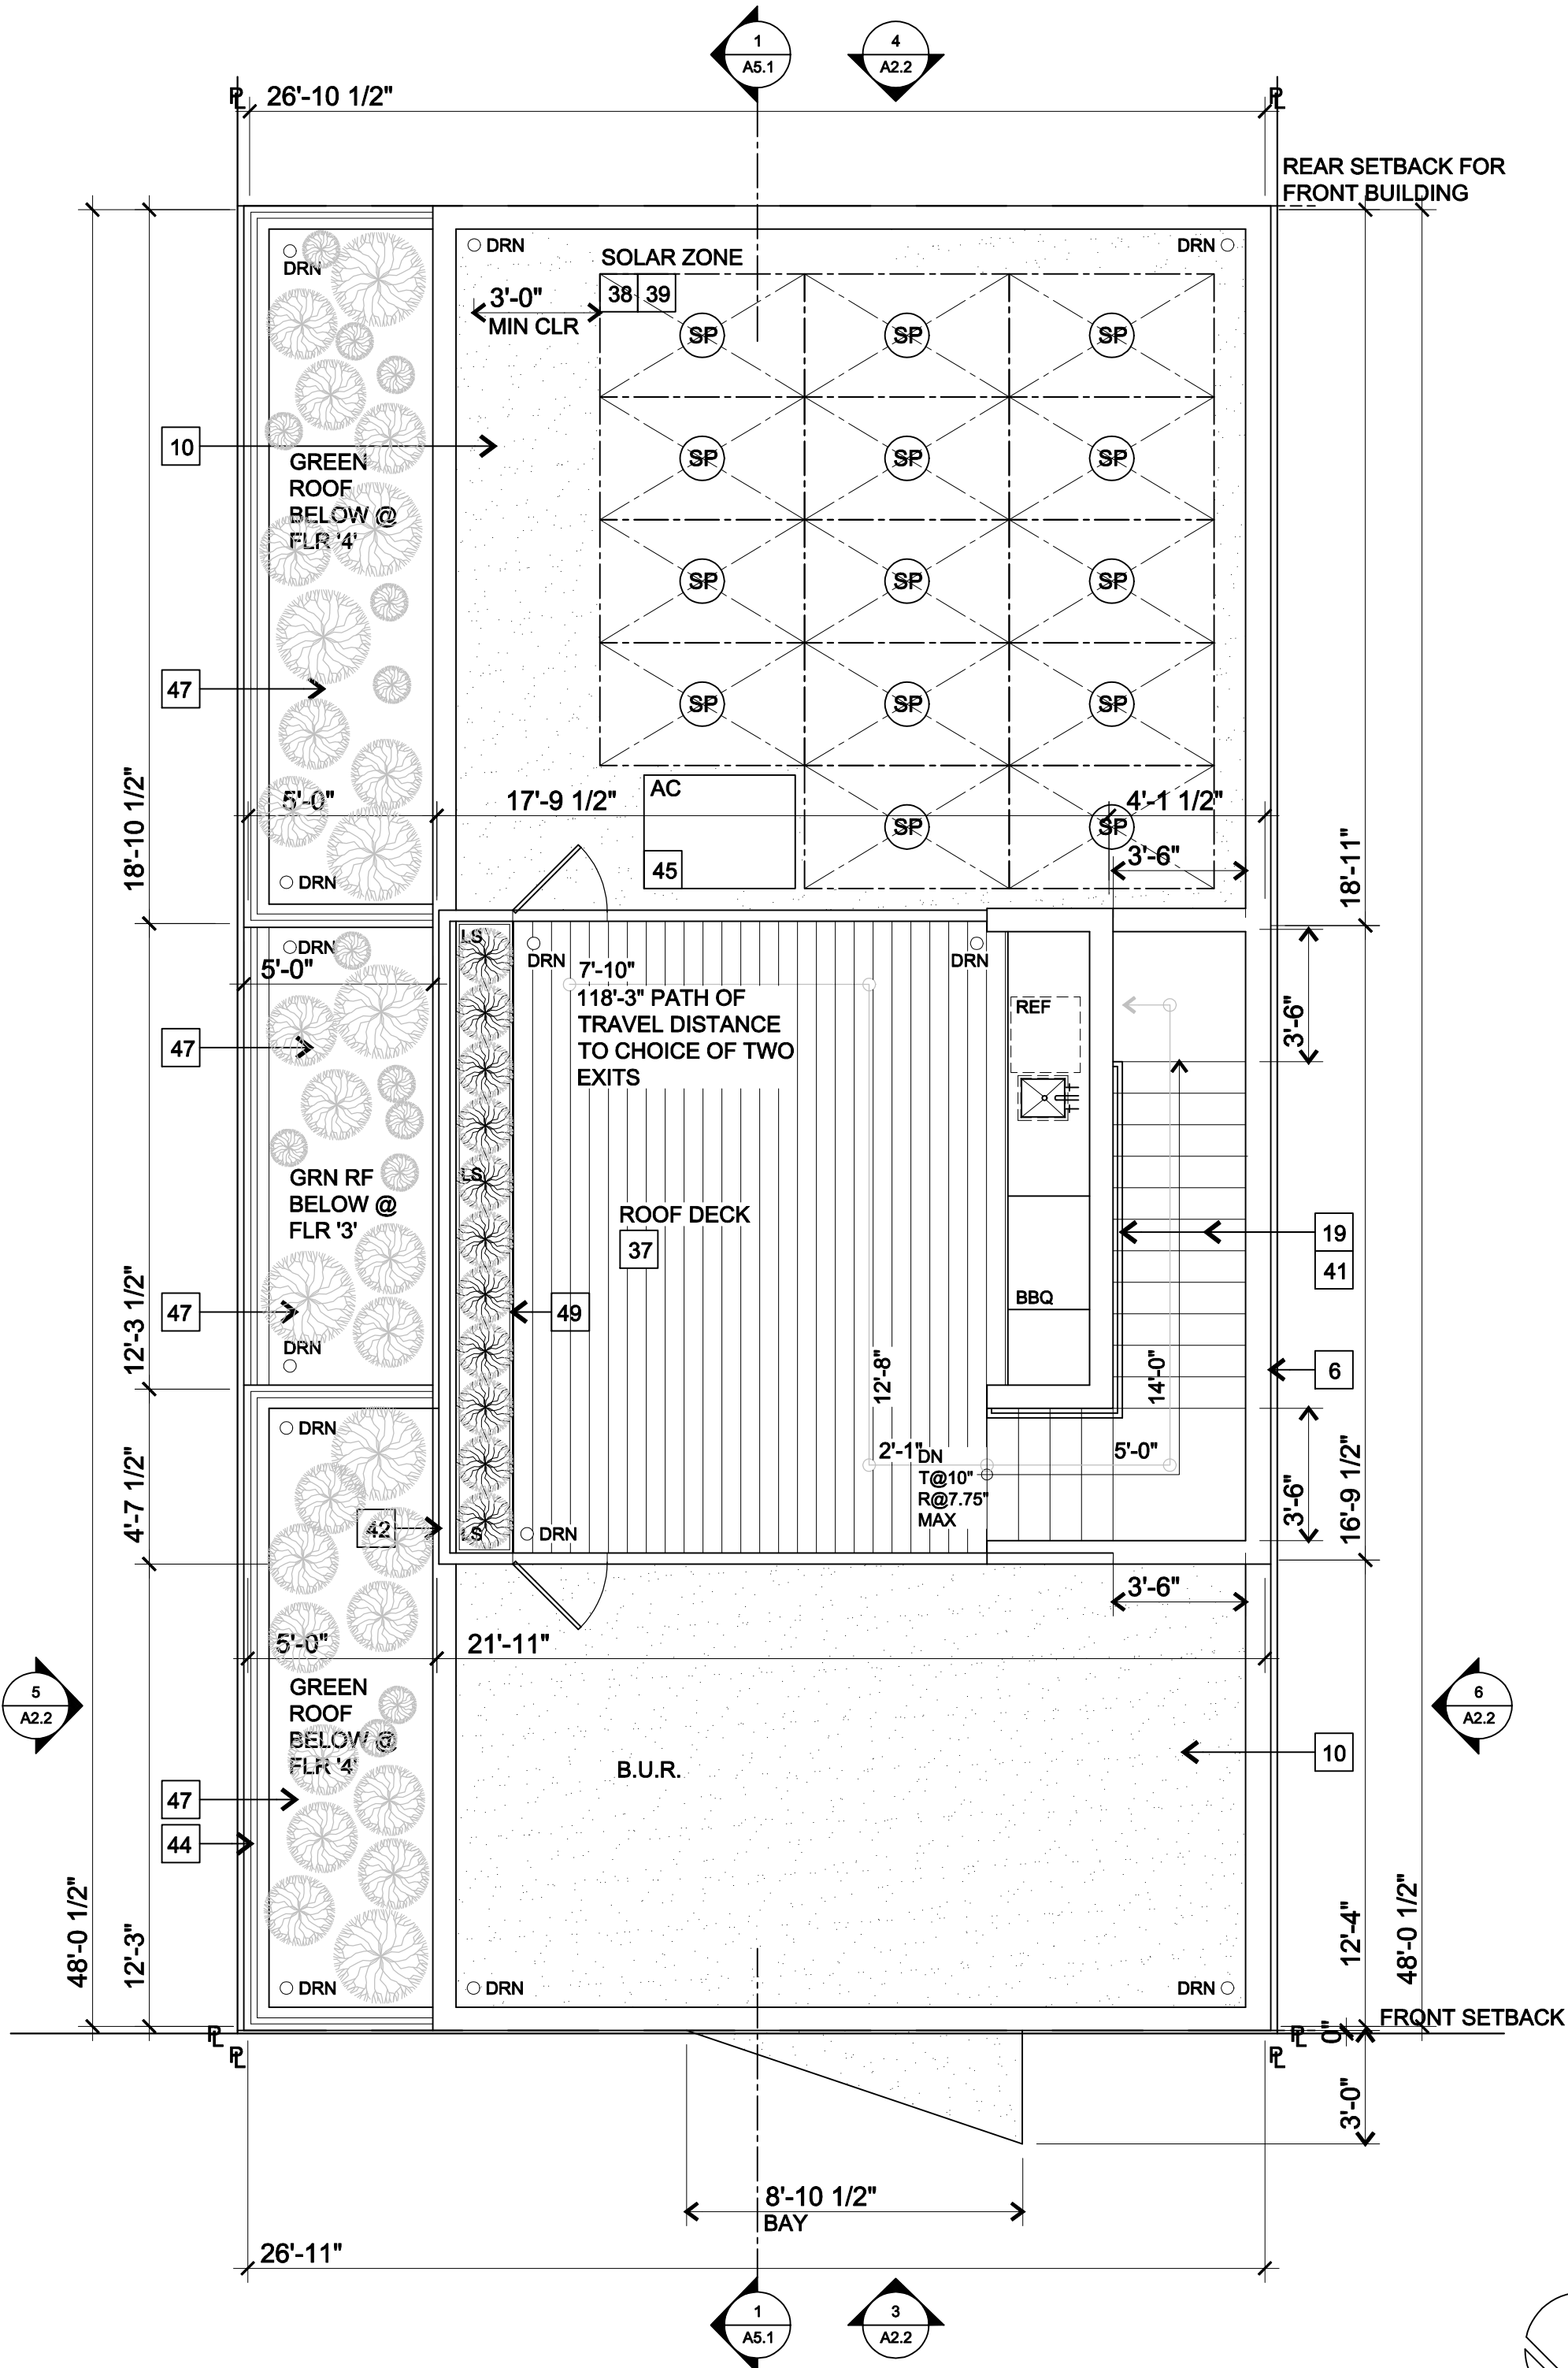 1
A5.1
4
A2.2
PL
26'-10 1/2"
PL
REAR SETBACK FOR
FRONT BUILDING
DRN
DRN
DRN
SOLAR ZONE
38
39
3'-0"
MIN CLR
SP
SP
SP
10
GREEN
ROOF
BELOW @
FLR '4'
SP
SP
SP
SP
SP
SP
47
SP
SP
SP
18'-10 1/2"
5'-0"
17'-9 1/2"
AC
45
SP
SP
4'-1 1/2"
3'-6"
18'-11"
DRN
DRN
5'-0"
LS
DRN
DRN
7'-10"
118'-3" PATH OF
TRAVEL DISTANCE
TO CHOICE OF TWO
EXITS
REF
3'-6"
47
GRN RF
BELOW @
FLR '3'
LS
ROOF DECK
37
19
41
12'-3 1/2"
47
49
BBQ
DRN
12'-8"
14'-0"
6
DRN
4'-7 1/2"
2'-1"
DN
T@10"
R@7.75"
MAX
5'-0"
3'-6"
16'-9 1/2"
42
LS
DRN
3'-6"
5'-0"
21'-11"
5
A2.2
GREEN
ROOF
BELOW @
FLR '4'
6
A2.2
10
B.U.R.
47
44
48'-0 1/2"
12'-3"
12'-4"
48'-0 1/2"
DRN
DRN
DRN
FRONT SETBACK
PL
PL
PL
PL
0"
3'-0"
8'-10 1/2"
BAY
26'-11"
1
A5.1
3
A2.2